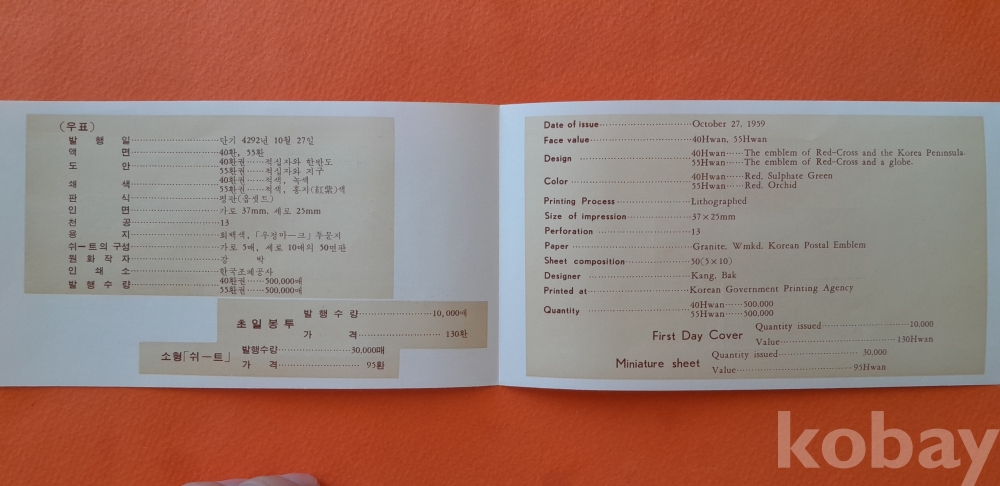 (우표)
발행일 단기 4292년 10월 27일
액면 40환, 55환
도안 40환권……적십자와 한반도
55환권……적십자와 지구
채색 40환권……적색, 녹색
55환권……적색, 홍자(紅紫)색
판식 평판(옵셋트)
인면 가로 37mm, 세로 25mm
천공 13
용지 회백색, 「우정마―크」투문지
쉬―트의 구성 가로 5매, 세로 10매의 50면판
원화작자 강박
인쇄소 한국조폐공사
발행수량 40환권……500,000매
55환권……500,000매
초일봉투 발행수량 10,000매
가격 130환
소형「쉬―트」 발행수량 30,000매
가격 95환
Date of issue October 27, 1959
Face value 40Hwan, 55Hwan
Design 40Hwan……The emblem of Red-Cross and the Korea Peninsula.
55Hwan……The emblem of Red-Cross and a globe.
Color 40Hwan……Red. Sulphate Green
55Hwan……Red. Orchid
Printing Process Lithographed
Size of impression 37×25mm
Perforation 13
Paper Granite. Wmkd. Korean Postal Emblem
Sheet composition 50(5×10)
Designer Kang, Bak
Printed at Korean Government Printing Agency
Quantity 40Hwan……500,000
55Hwan……500,000
First Day Cover Quantity issued 10,000
Value 130Hwan
Miniature sheet Quantity issued 30,000
Value 95Hwan
kobay